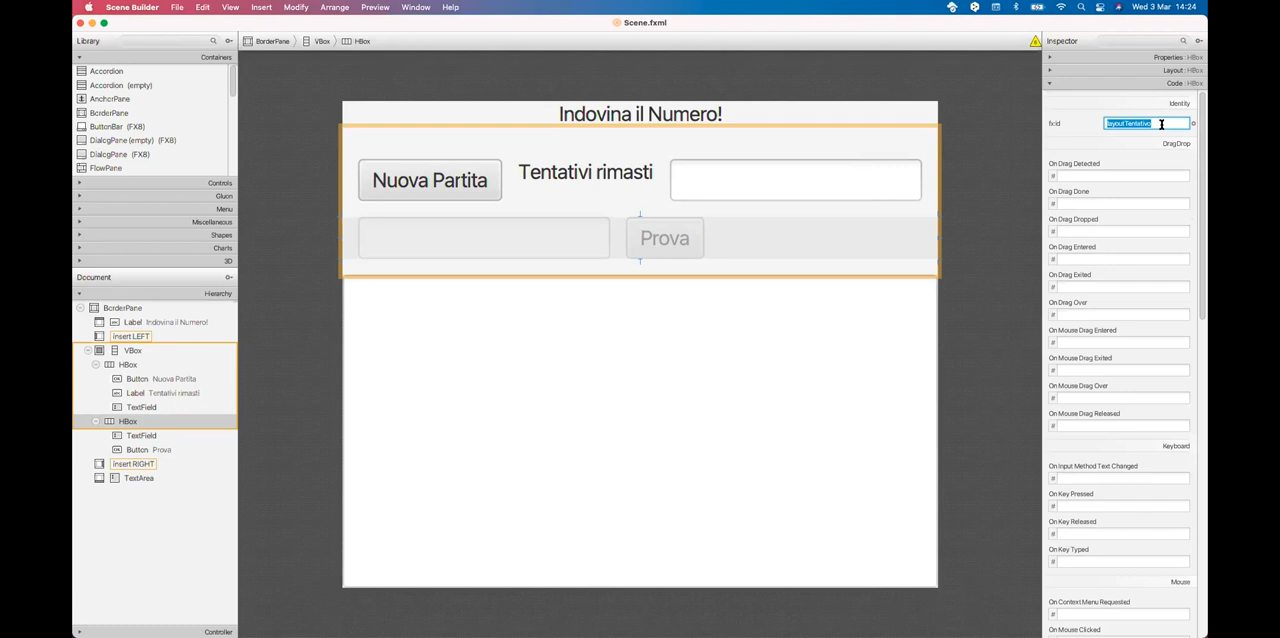 Scene Builder File Edit View Insert Modify Arrange Preview Window Help Wed 3 Mar 14:24
Scene.fxml
Library
BorderPane VBox HBox
Inspector
Containers
Accordion
Accordion (empty)
AnchorPane
BorderPane
ButtonBar (FX8)
DialogPane (empty) (FX8)
DialogPane (FX8)
FlowPane
Controls
Gluon
Menu
Miscellaneous
Shapes
Charts
3D
Document
Hierarchy
BorderPane
Label Indovina il Numero!
insert LEFT
VBox
HBox
Button Nuova Partita
Label Tentativi rimasti
TextField
HBox
TextField
Button Prova
insert RIGHT
TextArea
Controller
Indovina il Numero!
Nuova Partita Tentativi rimasti
Prova
Properties : HBox
Layout : HBox
Code : HBox
Identity
fx:id layoutTentativo
DragDrop
On Drag Detected
#
On Drag Done
#
On Drag Dropped
#
On Drag Entered
#
On Drag Exited
#
On Drag Over
#
On Mouse Drag Entered
#
On Mouse Drag Exited
#
On Mouse Drag Over
#
On Mouse Drag Released
#
Keyboard
On Input Method Text Changed
#
On Key Pressed
#
On Key Released
#
On Key Typed
#
Mouse
On Context Menu Requested
#
On Mouse Clicked